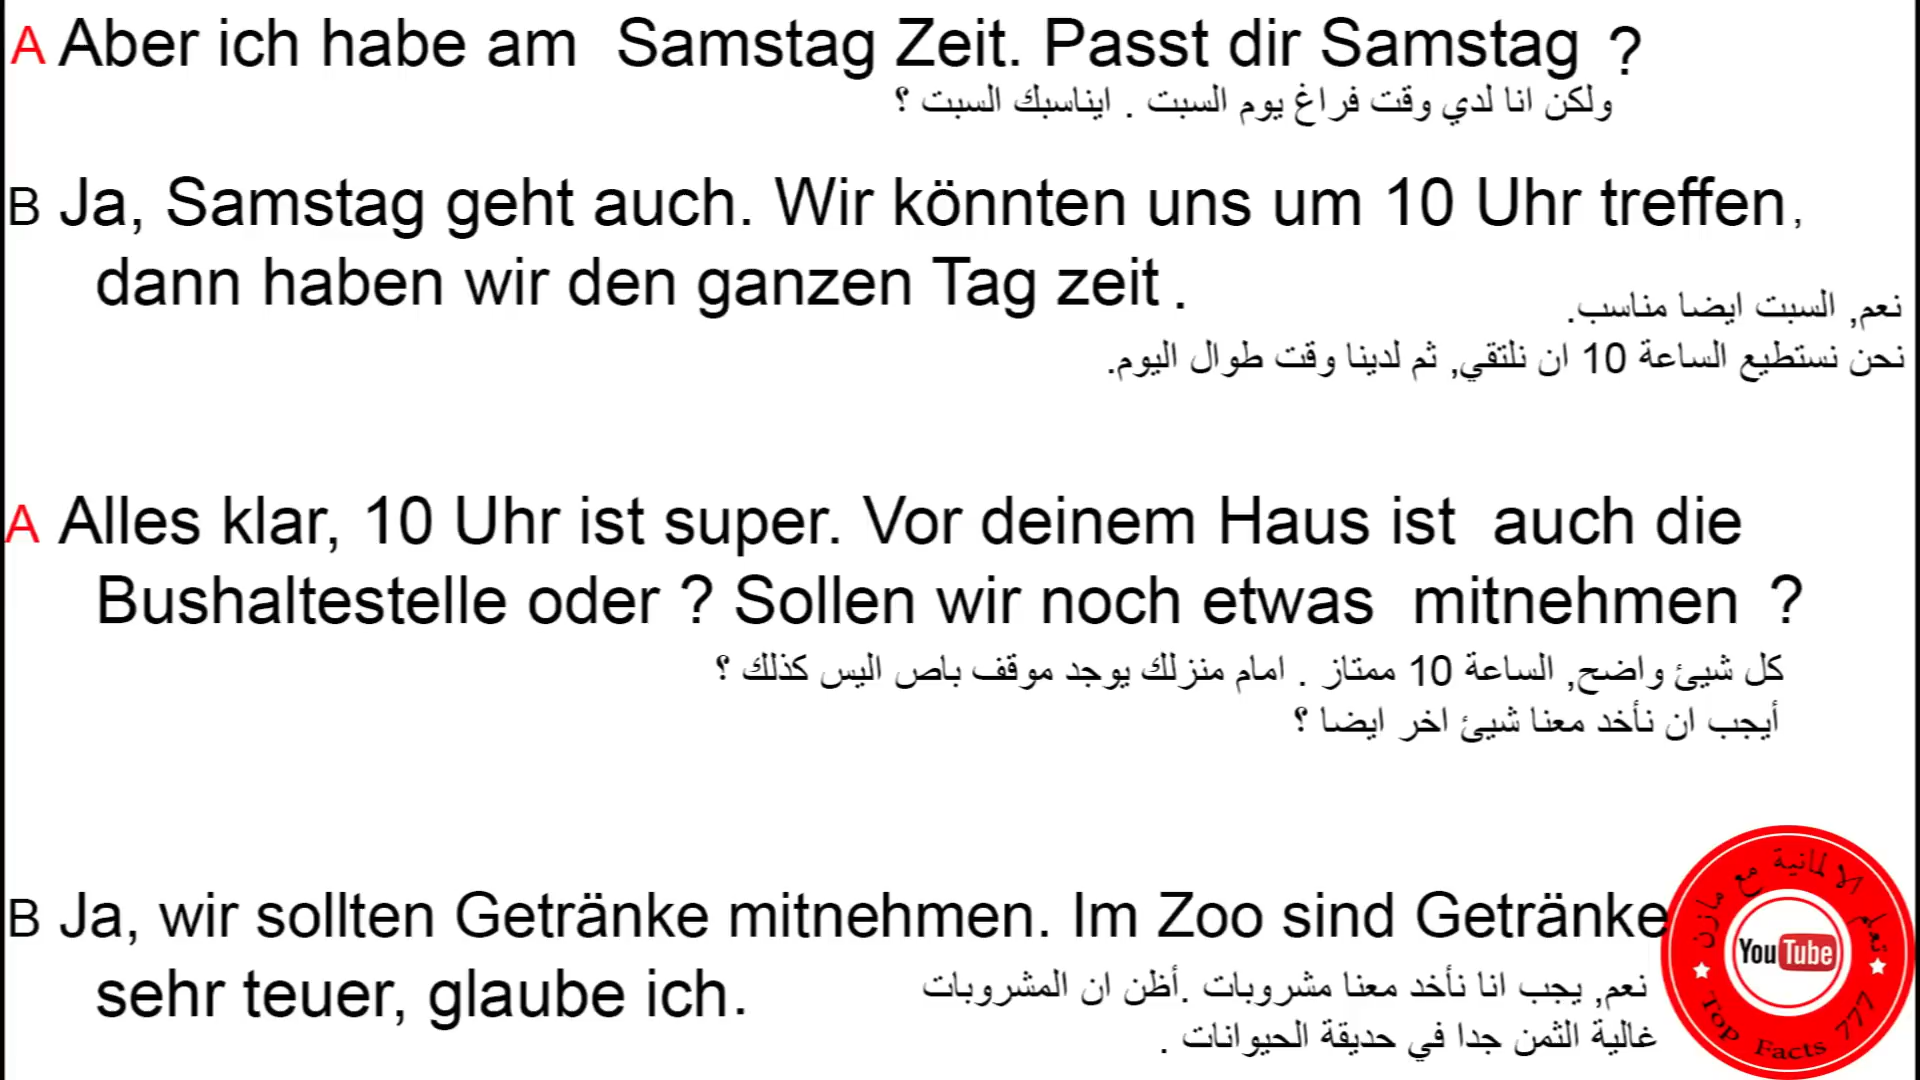 A Aber ich habe am Samstag Zeit. Passt dir Samstag ?
ولكن انا لدي وقت فراغ يوم السبت . ايناسبك السبت ؟
B Ja, Samstag geht auch. Wir könnten uns um 10 Uhr treffen,
dann haben wir den ganzen Tag zeit .
نعم, السبت ايضا مناسب.
نحن نستطيع الساعة 10 ان نلتقي, ثم لدينا وقت طوال اليوم.
A Alles klar, 10 Uhr ist super. Vor deinem Haus ist auch die
Bushaltestelle oder ? Sollen wir noch etwas mitnehmen ?
كل شيئ واضح, الساعة 10 ممتاز . امام منزلك يوجد موقف باص اليس كذلك ؟
أيجب ان نأخد معنا شيئ اخر ايضا ؟
B Ja, wir sollten Getränke mitnehmen. Im Zoo sind Getränke
sehr teuer, glaube ich.
نعم, يجب انا نأخد معنا مشروبات .أظن ان المشروبات
غالية الثمن جدا في حديقة الحيوانات .
تعلم الالمانية مع مازن
YouTube
Top Facts 777